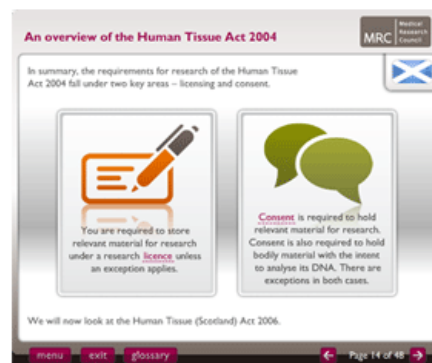 An overview of the Human Tissue Act 2004
MRC
Medical
Research
Council
In summary, the requirements for research of the Human Tissue
Act 2004 fall under two key areas – licensing and consent.
You are required to store
relevant material for research
under a research licence unless
an exception applies.
Consent is required to hold
relevant material for research.
Consent is also required to hold
bodily material with the intent
to analyse its DNA. There are
exceptions in both cases.
We will now look at the Human Tissue (Scotland) Act 2006.
menu exit glossary Page 14 of 48